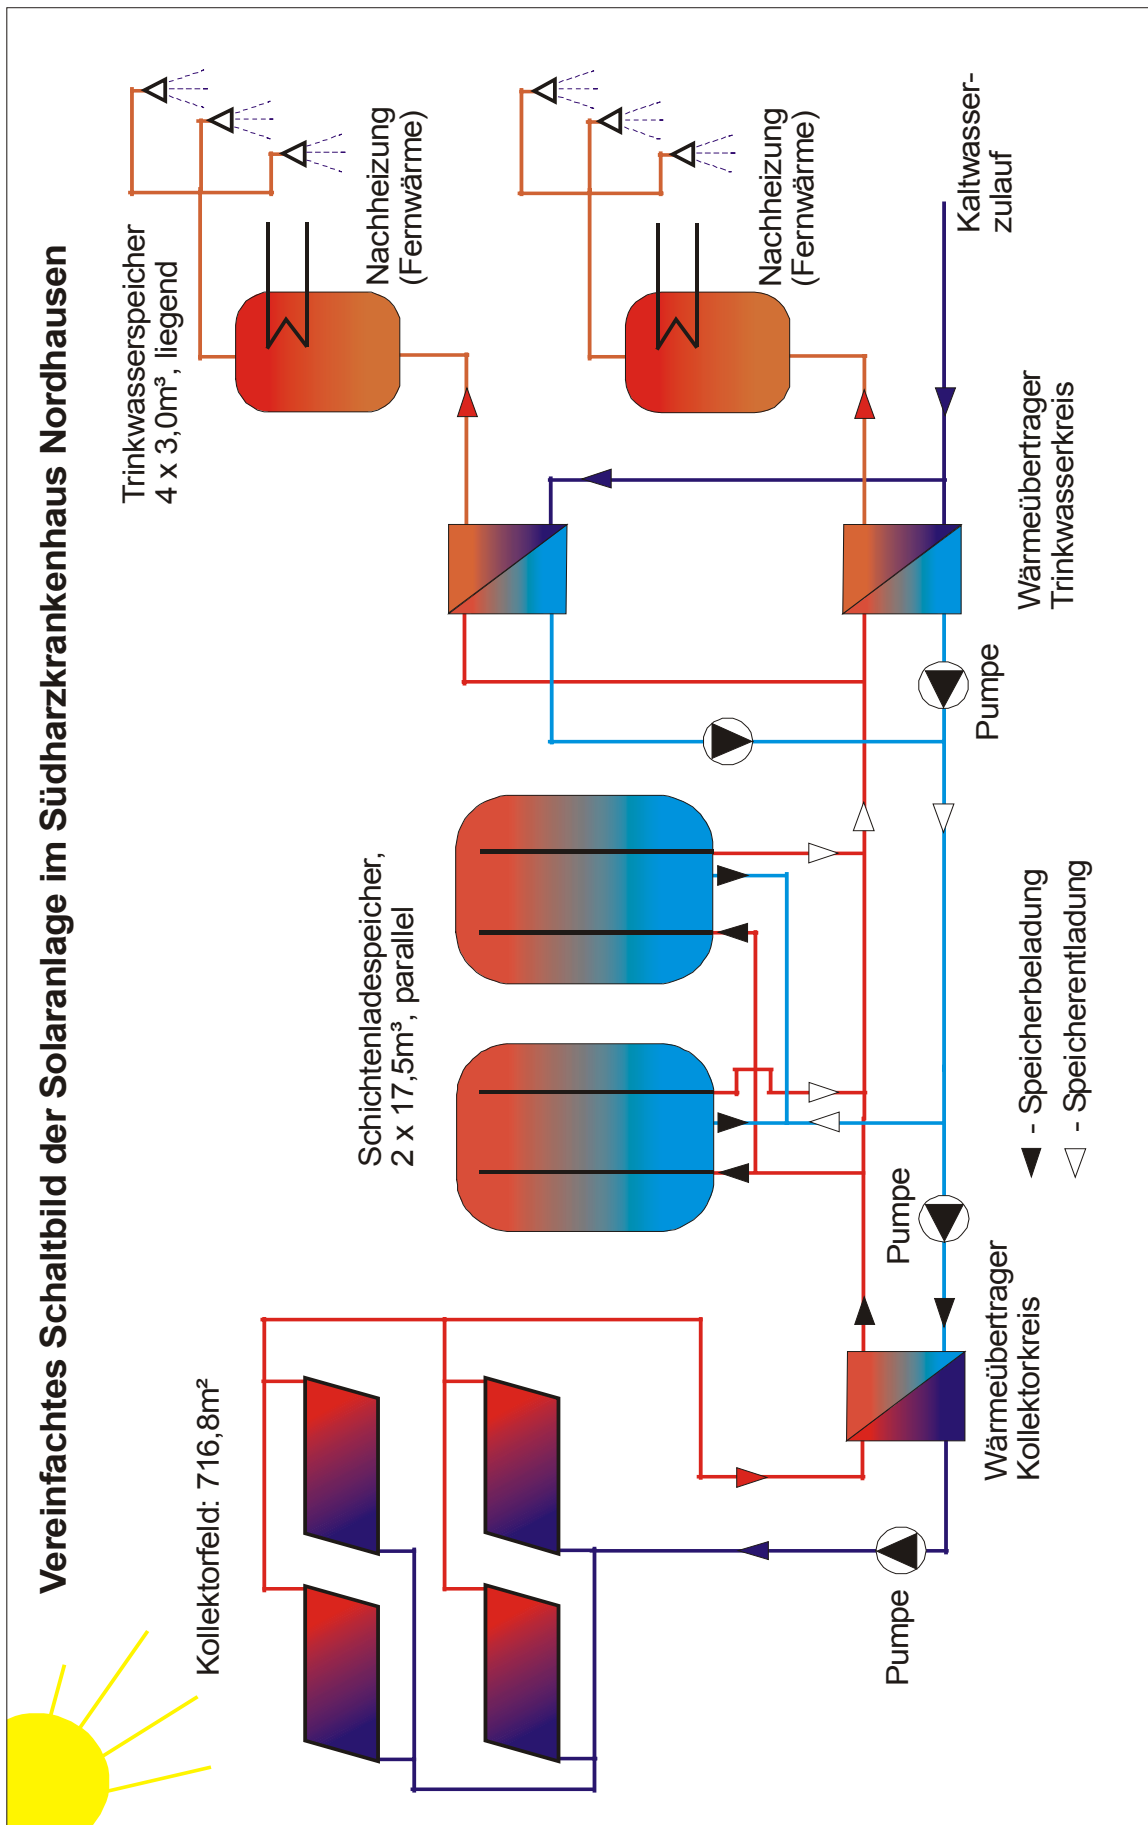 Vereinfachtes Schaltbild der Solaranlage im Südharzkrankenhaus Nordhausen
Kollektorfeld: 716,8m²
Schichtenladespeicher,
2 x 17,5m³, parallel
Trinkwasserspeicher
4 x 3,0m³, liegend
Nachheizung
(Fernwärme)
Nachheizung
(Fernwärme)
Kaltwasser-
zulauf
Pumpe
Wärmeübertrager
Kollektorkreis
Pumpe
Pumpe
Wärmeübertrager
Trinkwasserkreis
- Speicherbeladung
- Speicherentladung